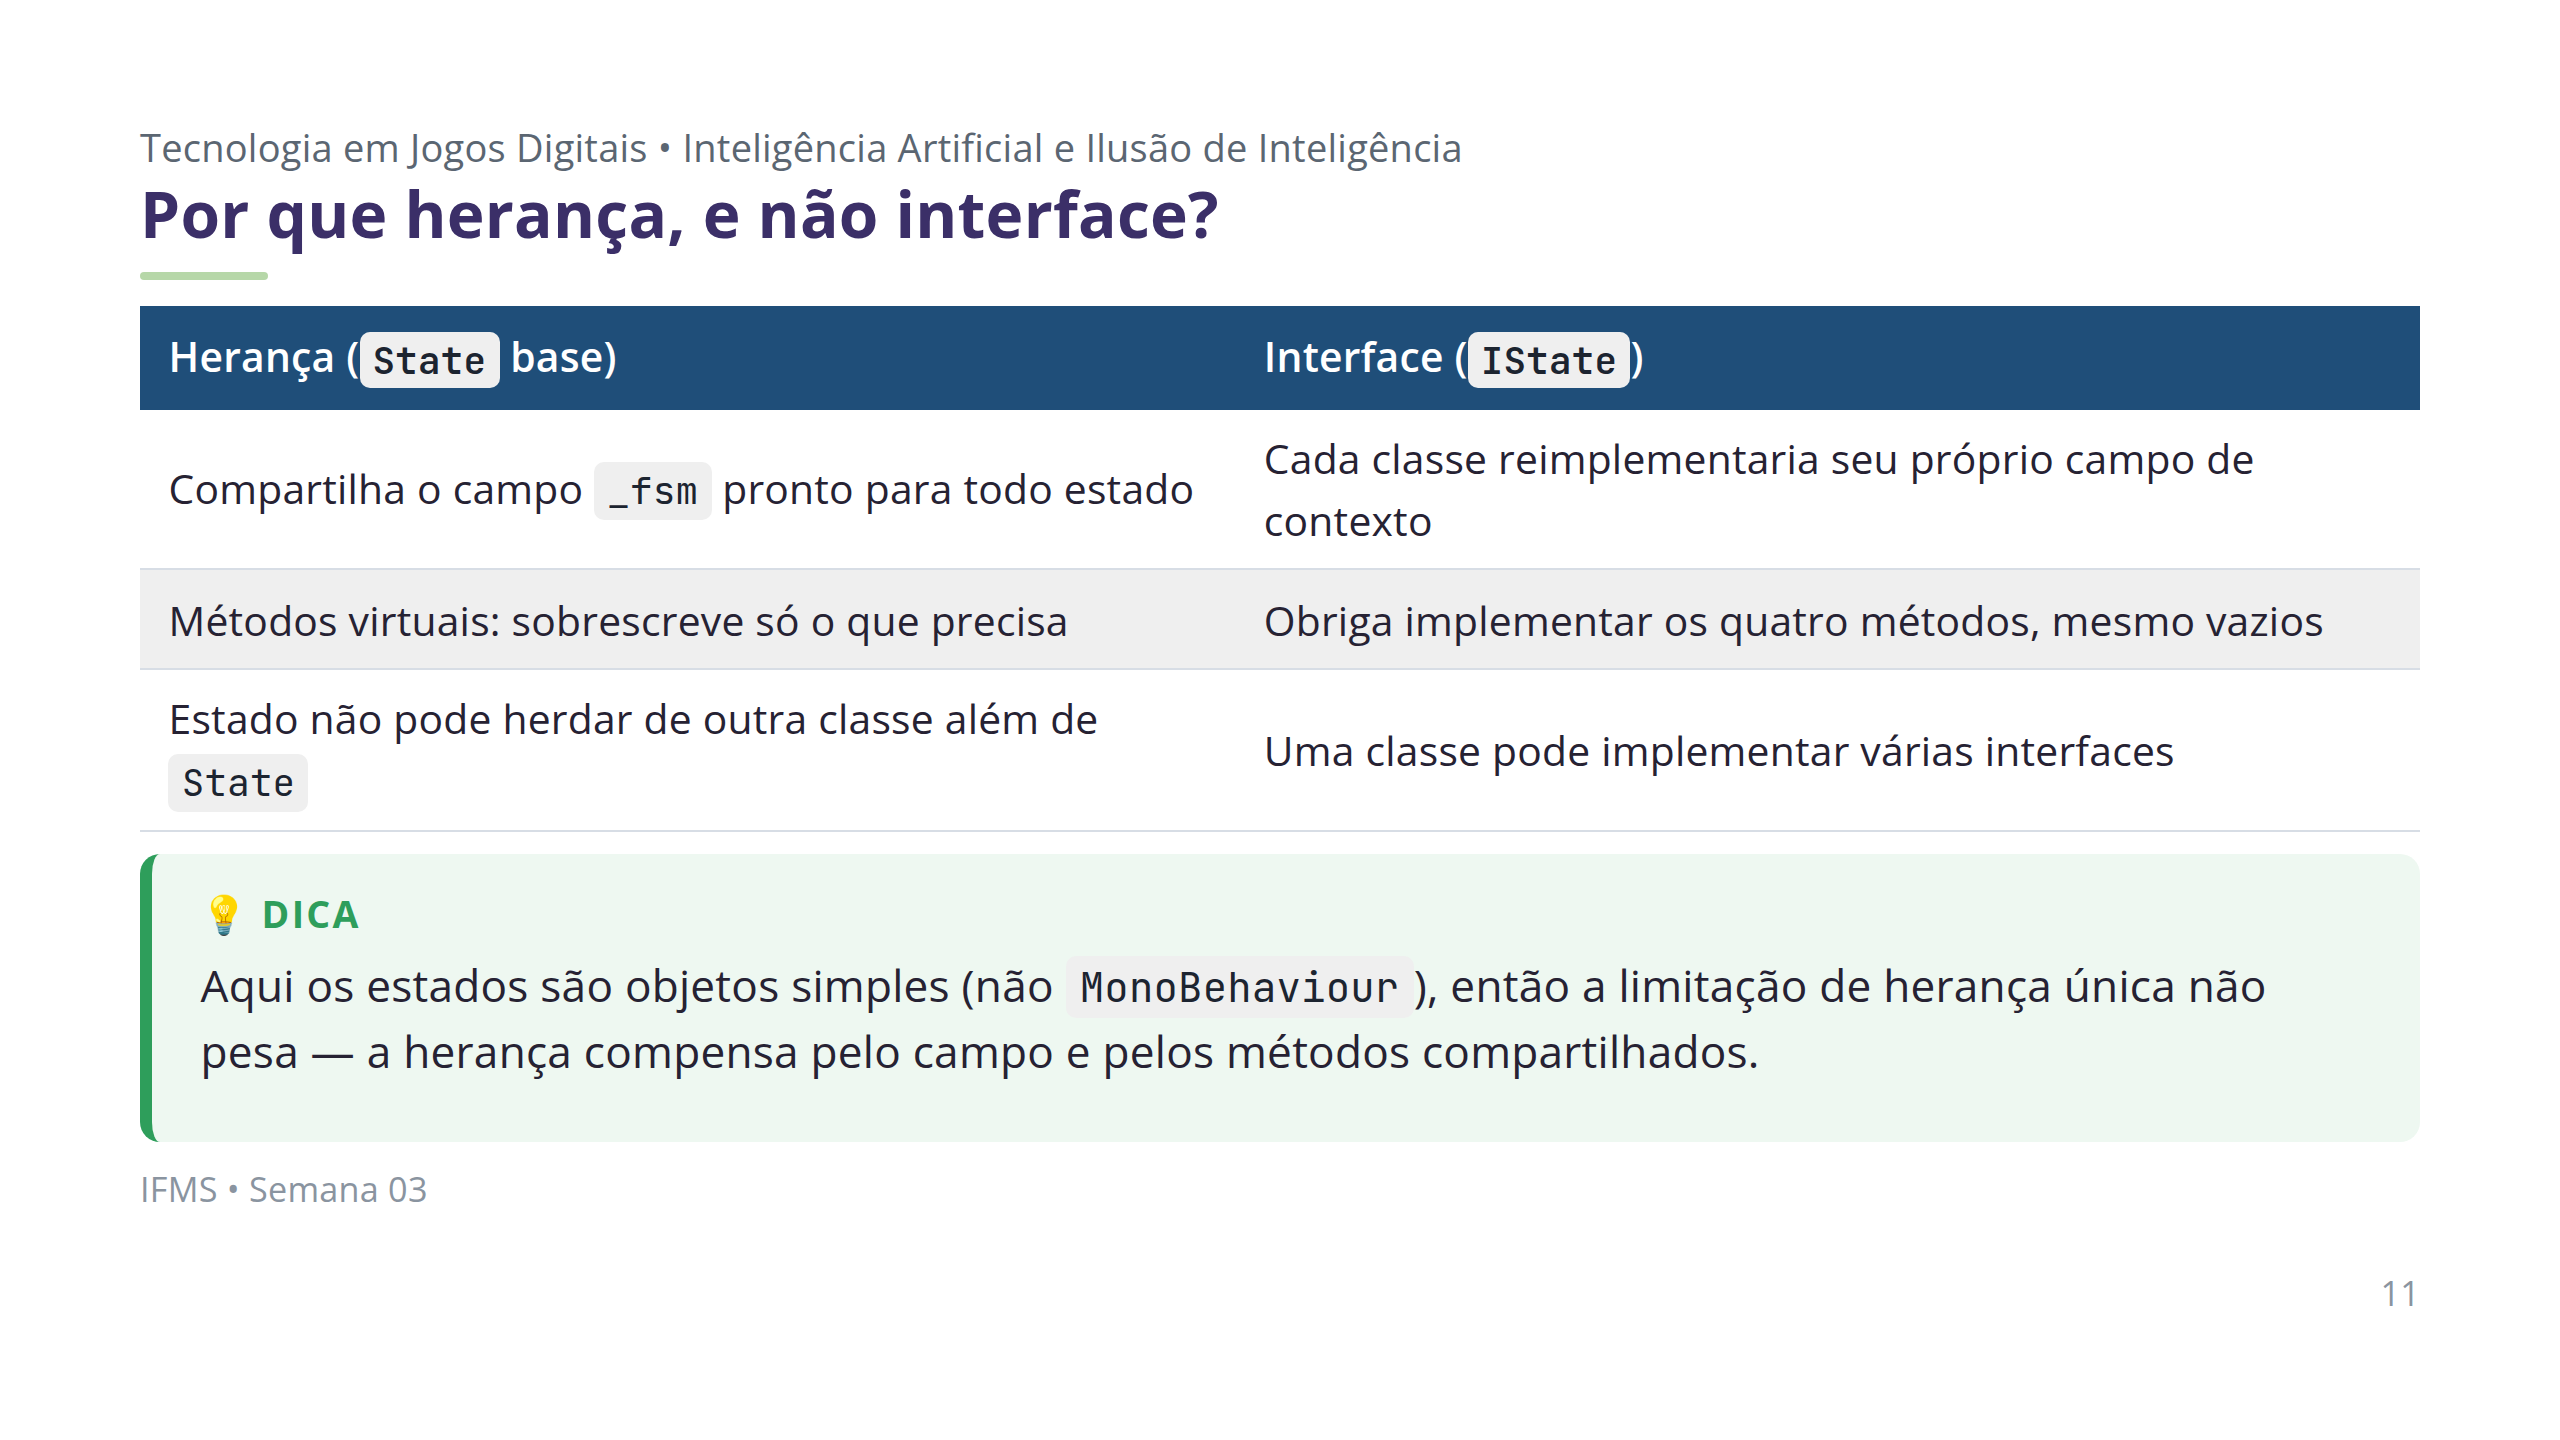 Tecnologia em Jogos Digitais • Inteligência Artificial e Ilusão de Inteligência
Por que herança, e não interface?
Herança (State base)
Interface (IState)
Compartilha o campo _fsm pronto para todo estado
Cada classe reimplementaria seu próprio campo de
contexto
Métodos virtuais: sobrescreve só o que precisa
Obriga implementar os quatro métodos, mesmo vazios
Estado não pode herdar de outra classe além de
State
Uma classe pode implementar várias interfaces
💡 DICA
Aqui os estados são objetos simples (não MonoBehaviour), então a limitação de herança única não
pesa — a herança compensa pelo campo e pelos métodos compartilhados.
IFMS • Semana 03
11